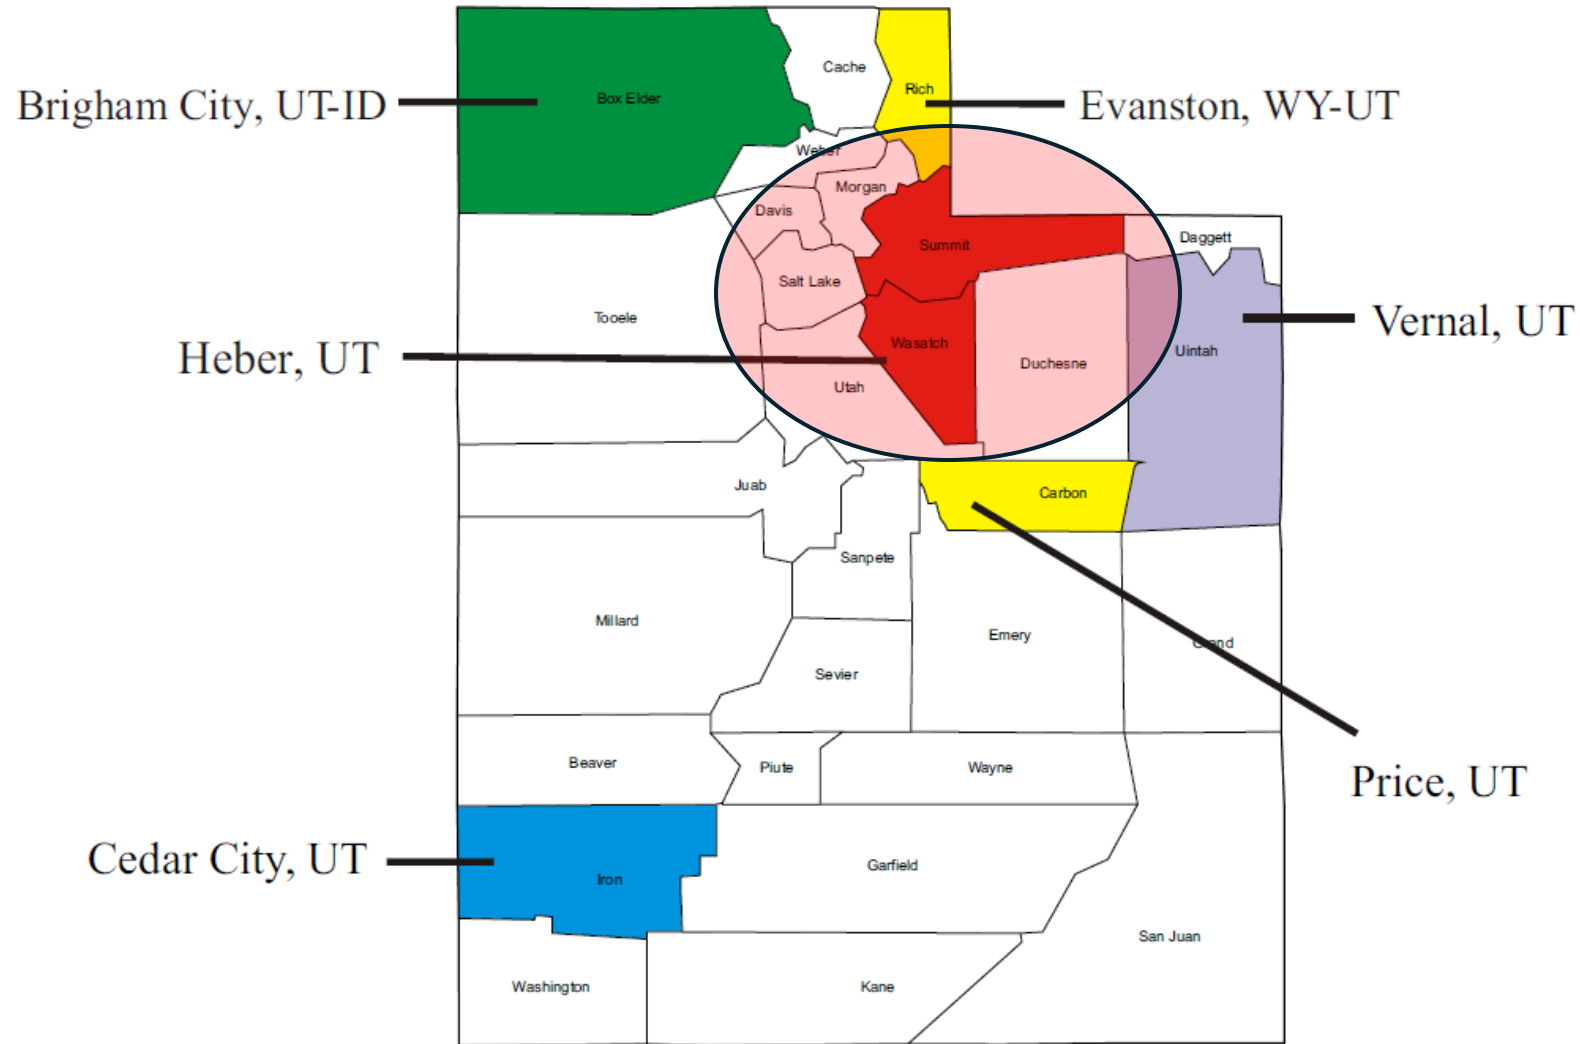 Cache
Rich
Box Elder
Brigham City, UT-ID
Evanston, WY-UT
Weber
Morgan
Davis
Daggett
Summit
Salt Lake
Tooele
Vernal, UT
Wasatch
Uintah
Heber, UT
Duchesne
Utah
Juab
Carbon
Sanpete
Millard
Emery
Grand
Sevier
Beaver
Piute
Wayne
Price, UT
Cedar City, UT
Garfield
Iron
San Juan
Washington
Kane